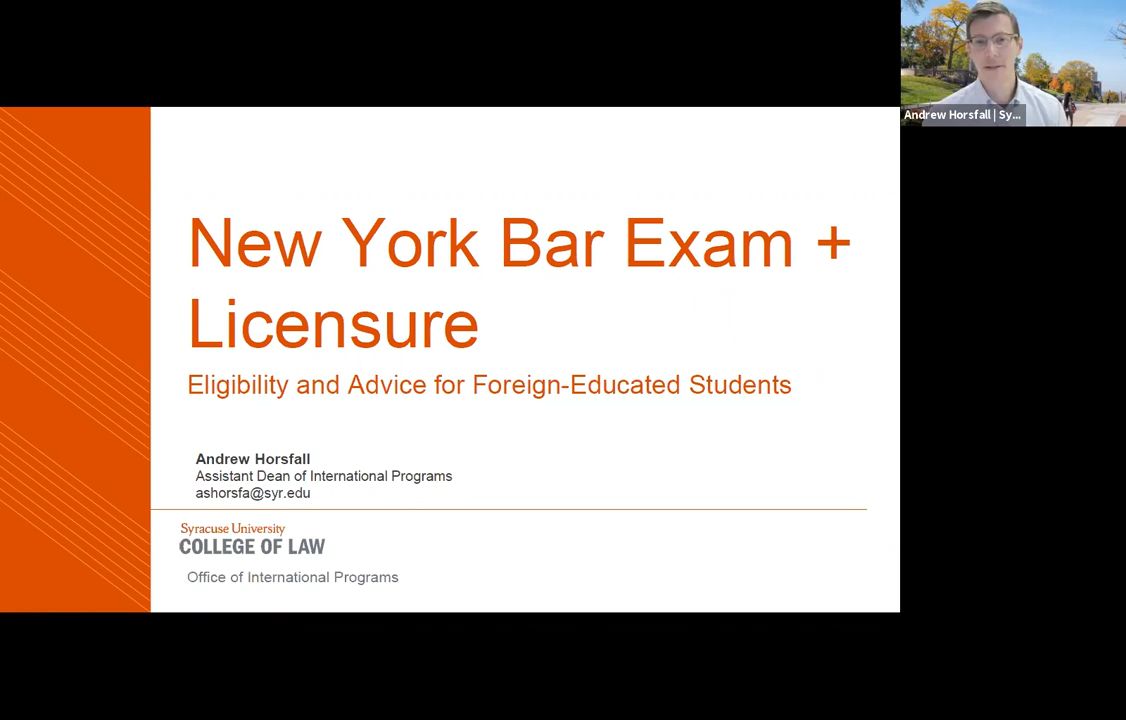 Andrew Horsfall | Sy...
New York Bar Exam +
Licensure
Eligibility and Advice for Foreign-Educated Students
Andrew Horsfall
Assistant Dean of International Programs
ashorsfa@syr.edu
Syracuse University
COLLEGE OF LAW
Office of International Programs